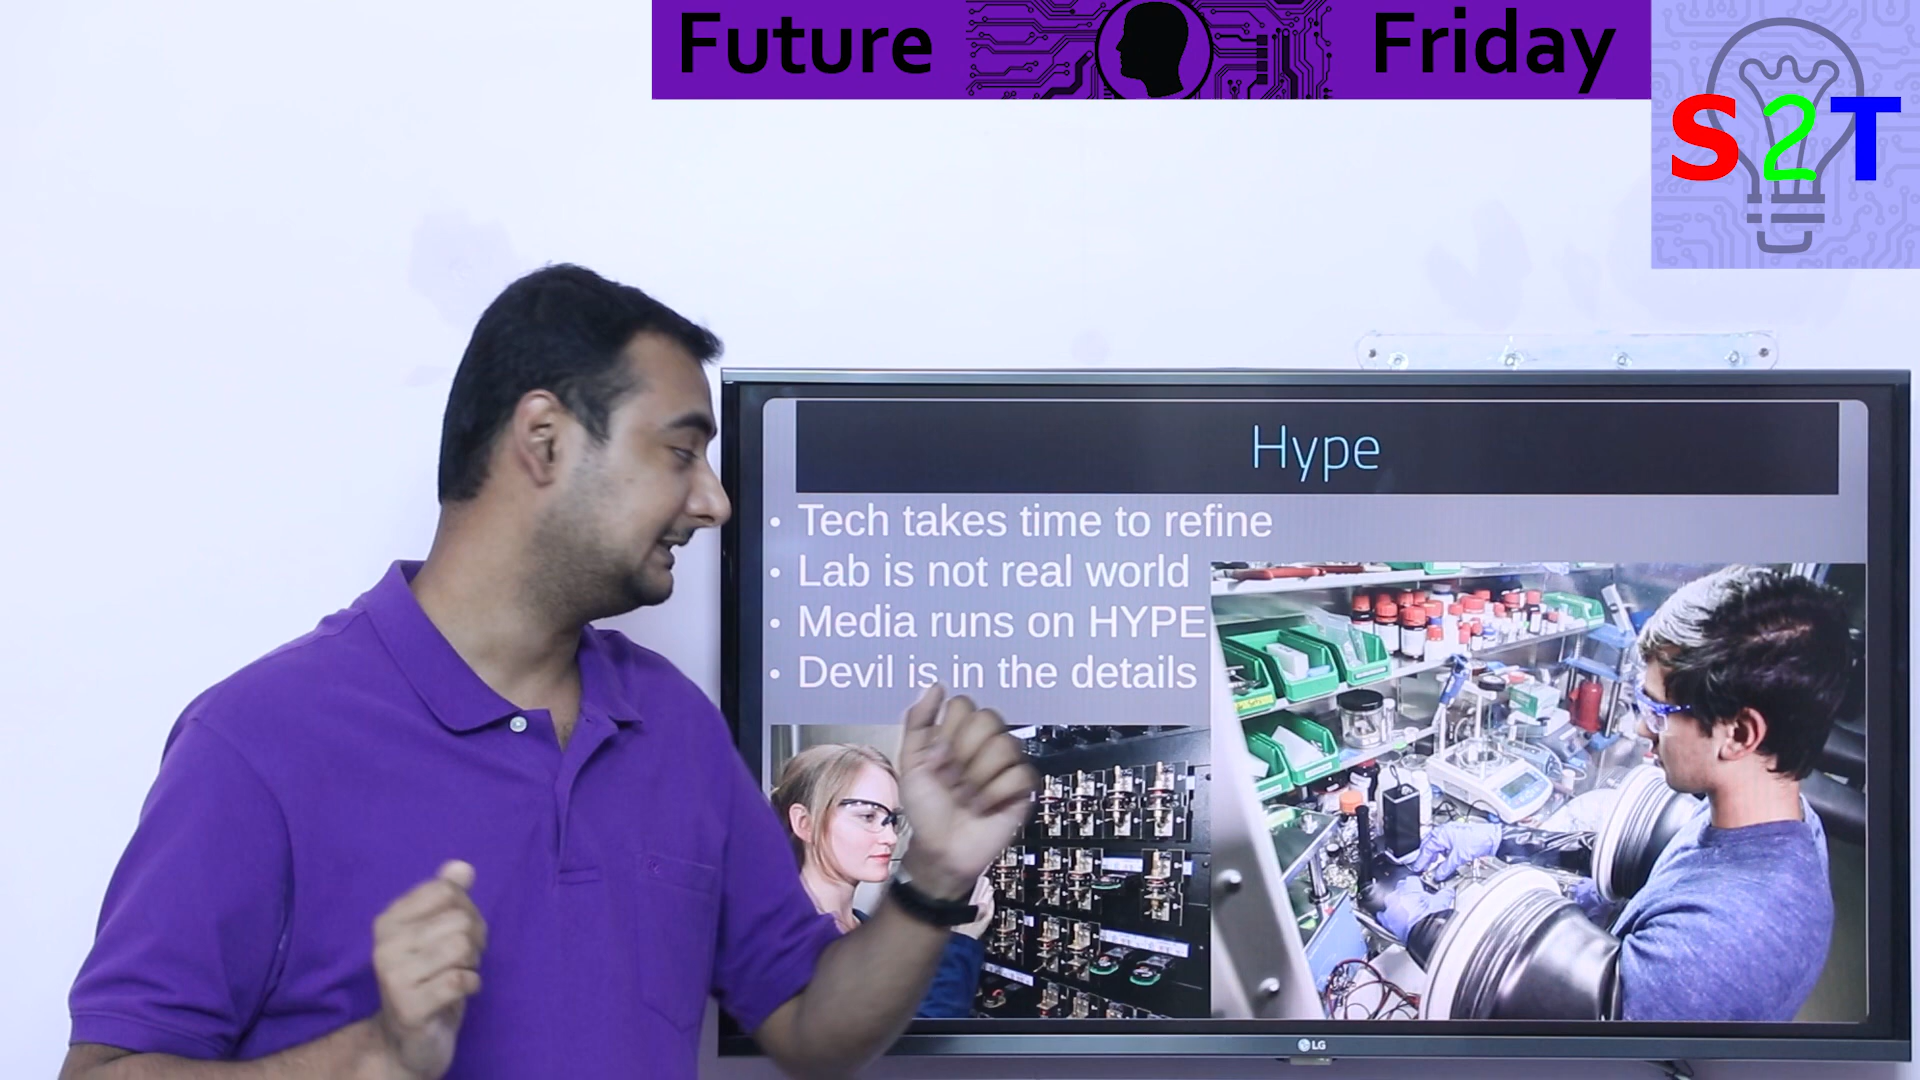 Future Friday
S2T
Hype
• Tech takes time to refine
• Lab is not real world
• Media runs on HYPE
• Devil is in the details
LG